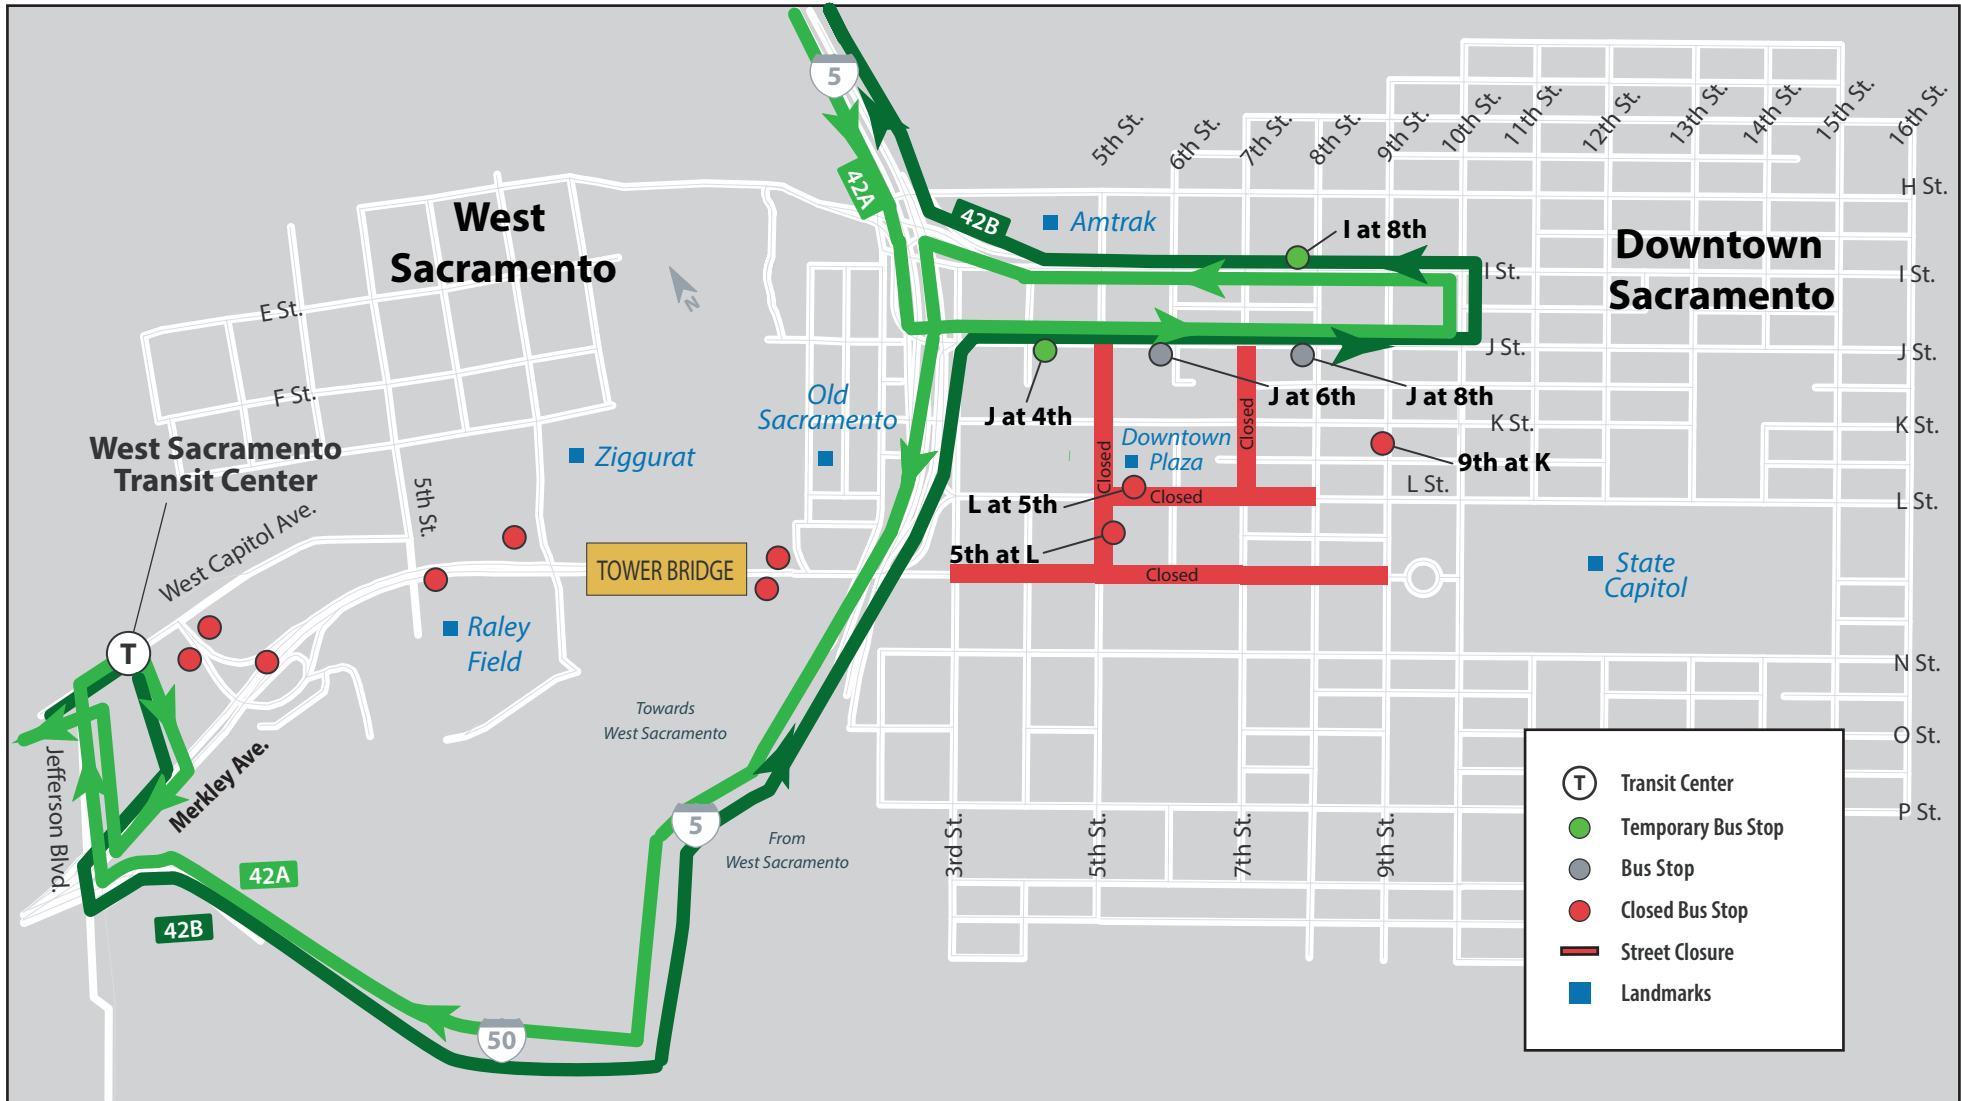 5
5th St.
6th St.
7th St.
8th St.
9th St.
10th St.
11th St.
12th St.
13th St.
14th St.
15th St.
16th St.
42A
42B
Amtrak
I at 8th
H St.
West
Sacramento
Downtown
Sacramento
N
I St.
I St.
E St.
J St.
J St.
F St.
Old
Sacramento
J at 4th
J at 6th
J at 8th
Closed
Closed
K St.
K St.
West Sacramento
Transit Center
Ziggurat
Downtown
Plaza
9th at K
L St.
L St.
5th St.
West Capitol Ave.
L at 5th
Closed
5th at L
TOWER BRIDGE
Closed
State
Capitol
T
Raley
Field
N St.
Towards
West Sacramento
O St.
Jefferson Blvd.
Merkley Ave.
5
From
West Sacramento
3rd St.
5th St.
7th St.
9th St.
P St.
42A
42B
50
T Transit Center
Temporary Bus Stop
Bus Stop
Closed Bus Stop
Street Closure
Landmarks